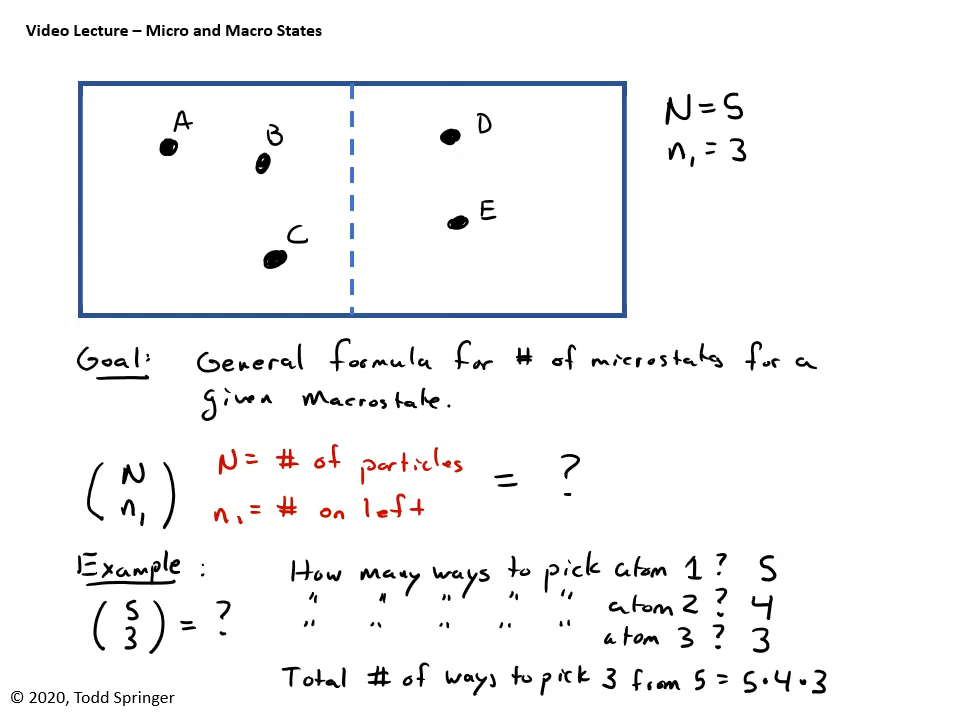 Video Lecture – Micro and Macro States
A
B
C
D
E
N = 5
n₁ = 3
Goal: General formula for # of microstates for a
given macrostate.
(N n₁) N = # of particles = ?
n₁ = # on left
Example: How many ways to pick atom 1? 5
" " " " " atom 2? 4
(5 3) = ? " " " " " atom 3? 3
Total # of ways to pick 3 from 5 = 5·4·3
© 2020, Todd Springer